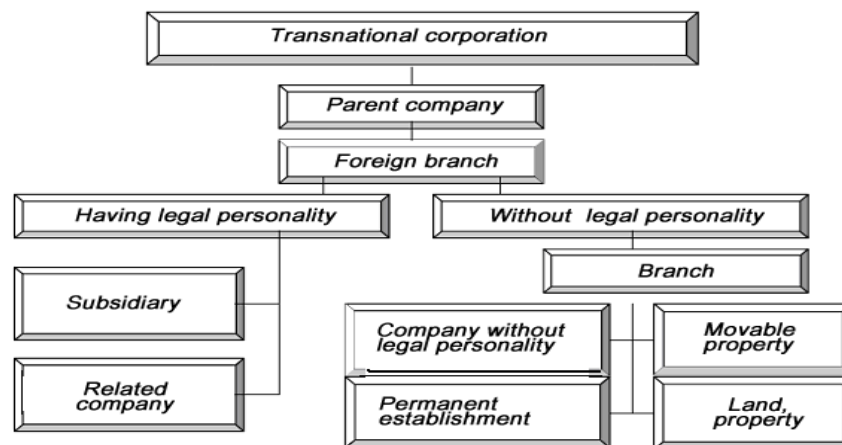 Transnational corporation
Parent company
Foreign branch
Having legal personality
Without legal personality
Branch
Subsidiary
Company without
legal personality
Movable
property
Related
company
Permanent
establishment
Land,
property